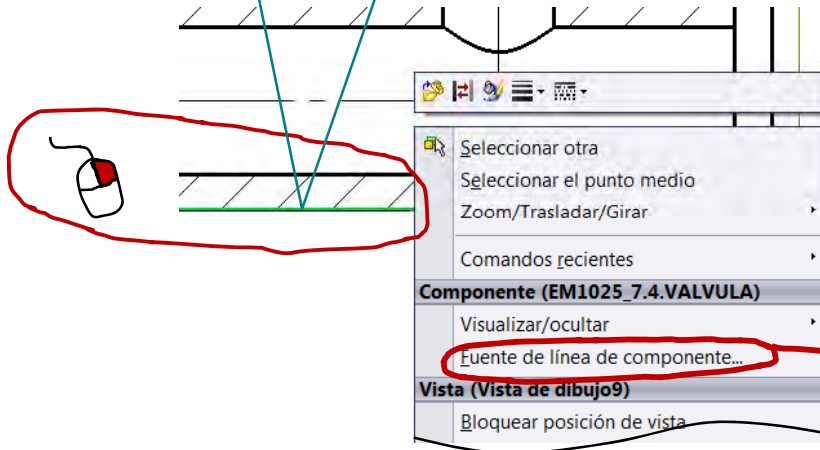 Seleccionar otra
Seleccionar el punto medio
Zoom/Trasladar/Girar
Comandos recientes
Componente (EM1025_7.4.VALVULA)
Visualizar/ocultar
Fuente de línea de componente...
Vista (Vista de dibujo9)
Bloquear posición de vista